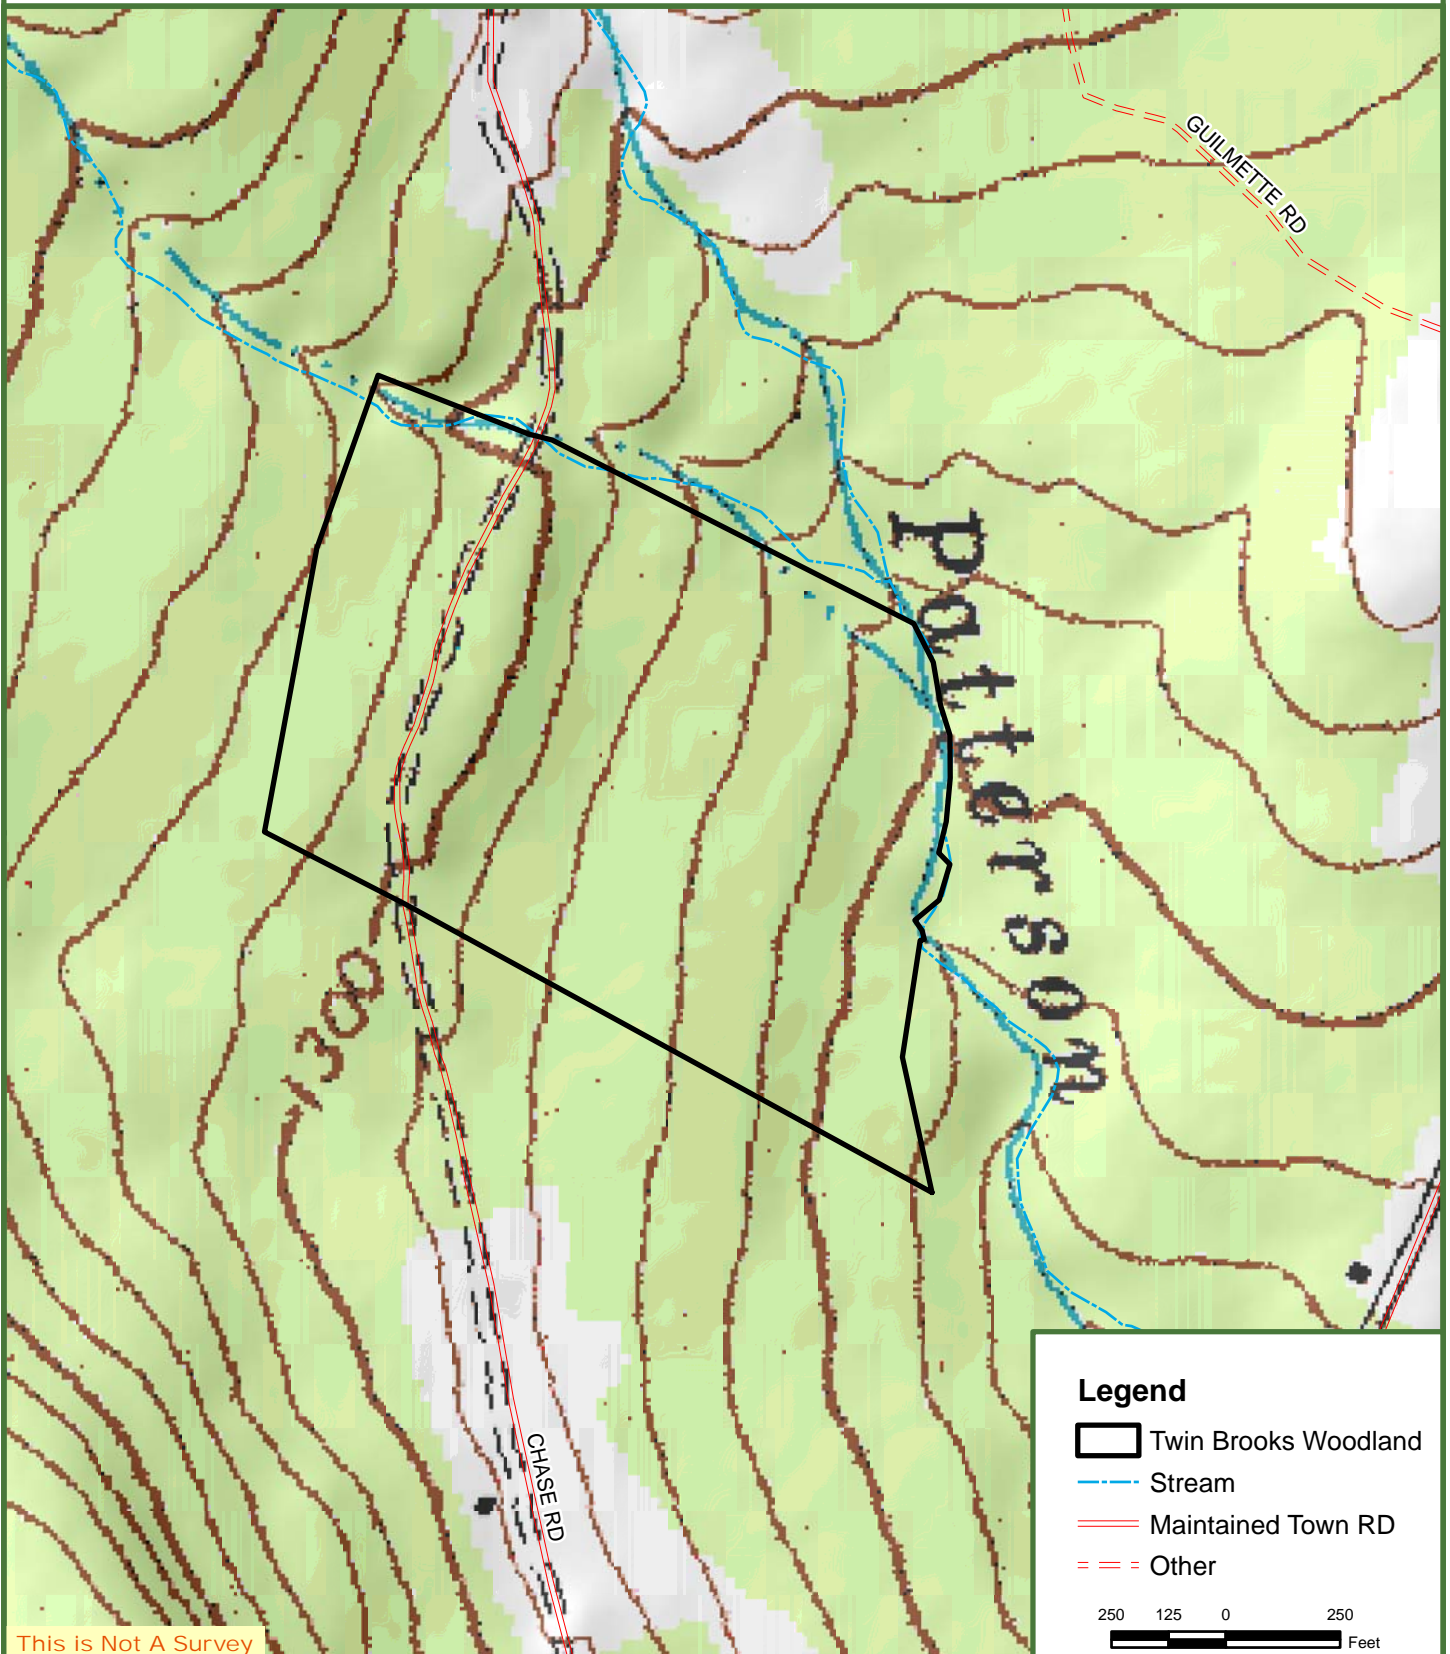 GUILMETTE RD
Patterson
1300
CHASE RD
Legend
Twin Brooks Woodland
Stream
Maintained Town RD
Other
250 125 0 250
Feet
This is Not A Survey